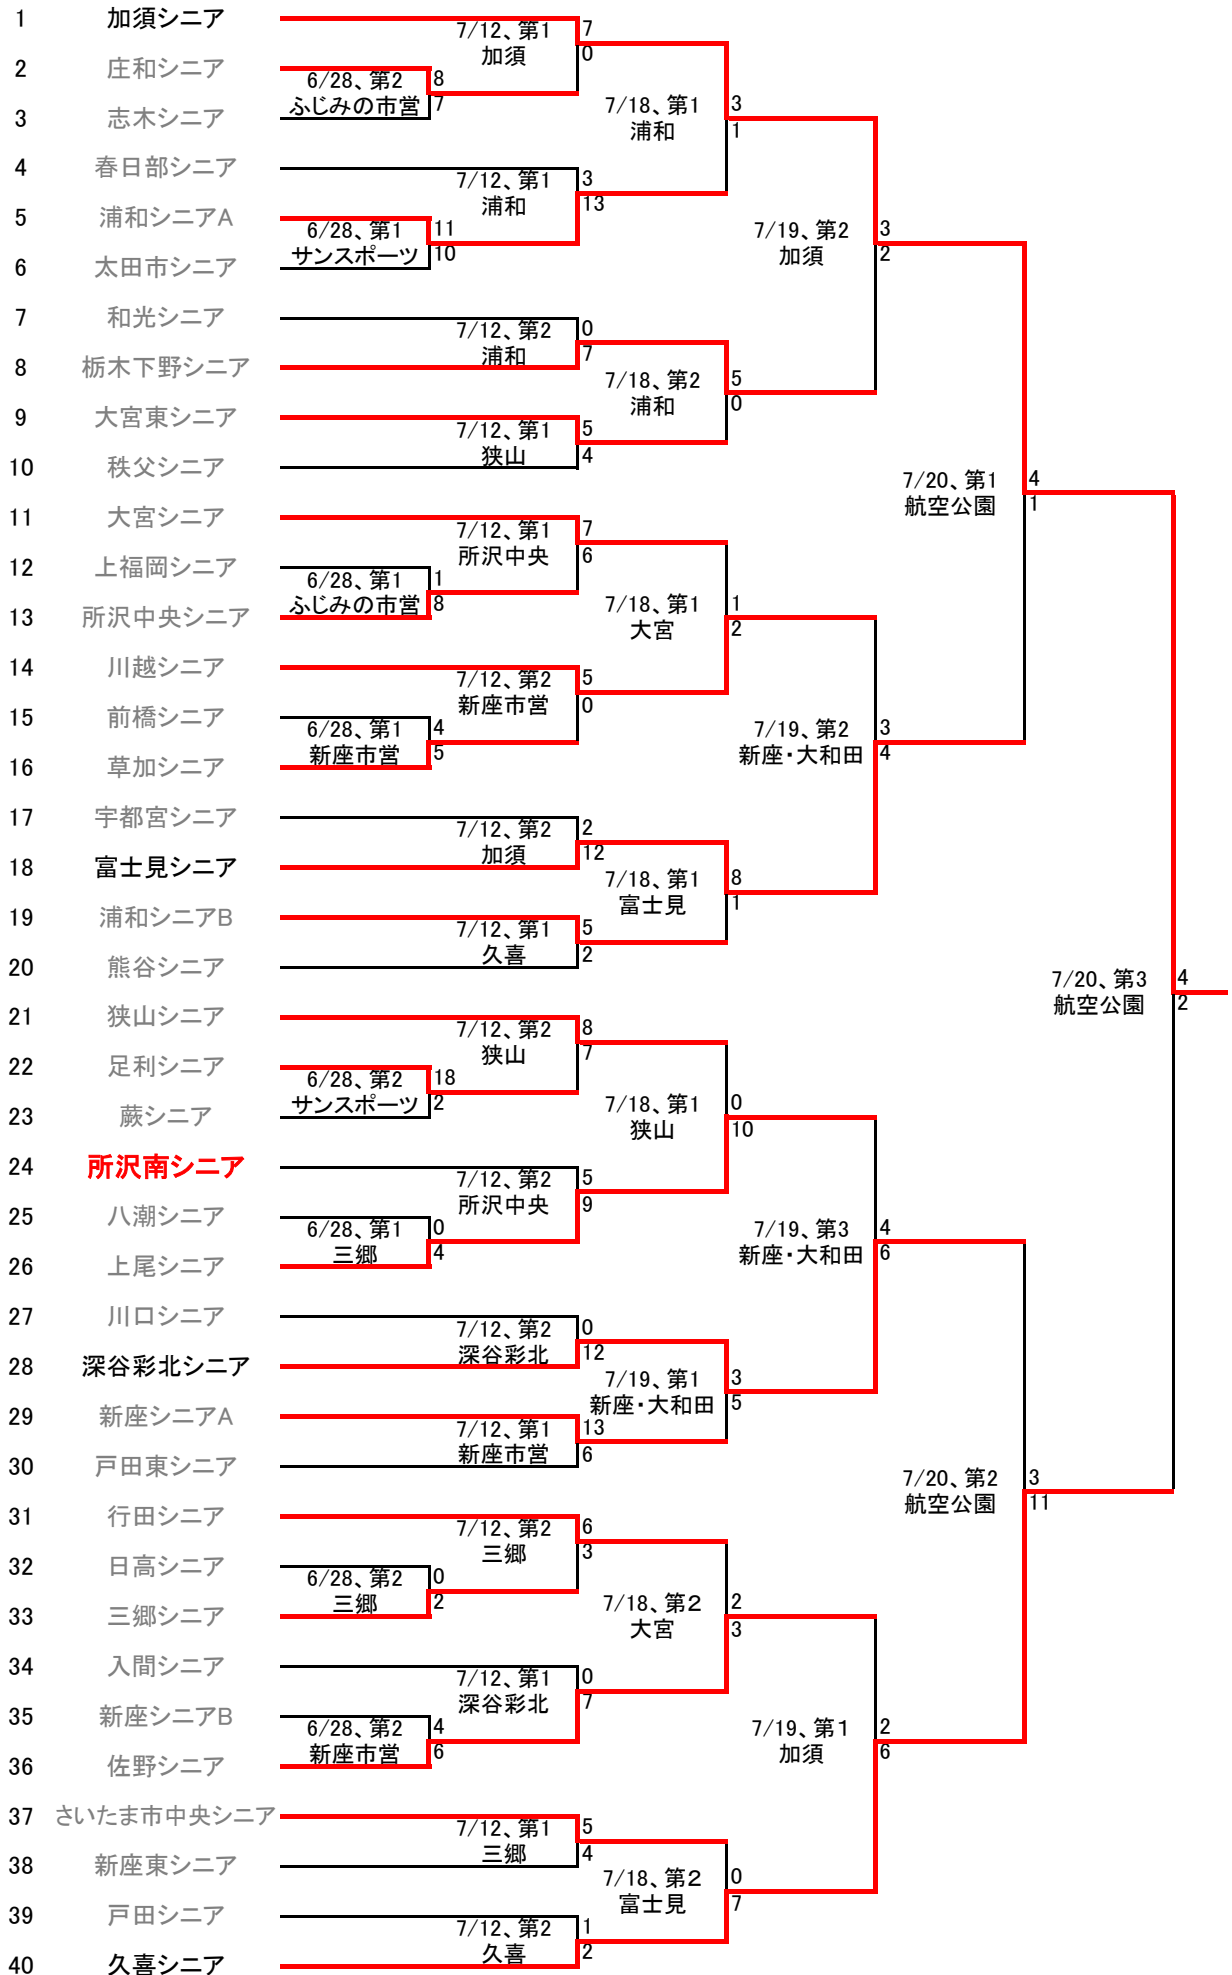 1 加須シニア
7/12、第1 7
加須 0
2 庄和シニア
6/28、第2 8
ふじみの市営 7
3 志木シニア
7/18、第1 3
浦和 1
4 春日部シニア
7/12、第1 3
浦和 13
5 浦和シニアA
6/28、第1 11
サンスポーツ 10
6 太田市シニア
7/19、第2 3
加須 2
7 和光シニア
7/12、第2 0
浦和 7
8 栃木下野シニア
7/18、第2 5
浦和 0
9 大宮東シニア
7/12、第1 5
狭山 4
10 秩父シニア
7/20、第1 4
航空公園 1
11 大宮シニア
7/12、第1 7
所沢中央 6
12 上福岡シニア
6/28、第1 1
ふじみの市営 8
13 所沢中央シニア
7/18、第1 1
大宮 2
14 川越シニア
7/12、第2 5
新座市営 0
15 前橋シニア
6/28、第1 4
新座市営 5
16 草加シニア
7/19、第2 3
新座・大和田 4
17 宇都宮シニア
7/12、第2 2
加須 12
18 富士見シニア
7/18、第1 8
富士見 1
19 浦和シニアB
7/12、第1 5
久喜 2
20 熊谷シニア
7/20、第3 4
航空公園 2
21 狭山シニア
7/12、第2 8
狭山 7
22 足利シニア
6/28、第2 18
サンスポーツ 2
23 蕨シニア
7/18、第1 0
狭山 10
24 所沢南シニア
7/12、第2 5
所沢中央 9
25 八潮シニア
6/28、第1 0
三郷 4
26 上尾シニア
7/19、第3 4
新座・大和田 6
27 川口シニア
7/12、第2 0
深谷彩北 12
28 深谷彩北シニア
7/19、第1 3
新座・大和田 5
29 新座シニアA
7/12、第1 13
新座市営 6
30 戸田東シニア
7/20、第2 3
航空公園 11
31 行田シニア
7/12、第2 6
三郷 3
32 日高シニア
6/28、第2 0
三郷 2
33 三郷シニア
7/18、第2 2
大宮 3
34 入間シニア
7/12、第1 0
深谷彩北 7
35 新座シニアB
6/28、第2 4
新座市営 6
36 佐野シニア
7/19、第1 2
加須 6
37 さいたま市中央シニア
7/12、第1 5
三郷 4
38 新座東シニア
7/18、第2 0
富士見 7
39 戸田シニア
7/12、第2 1
久喜 2
40 久喜シニア